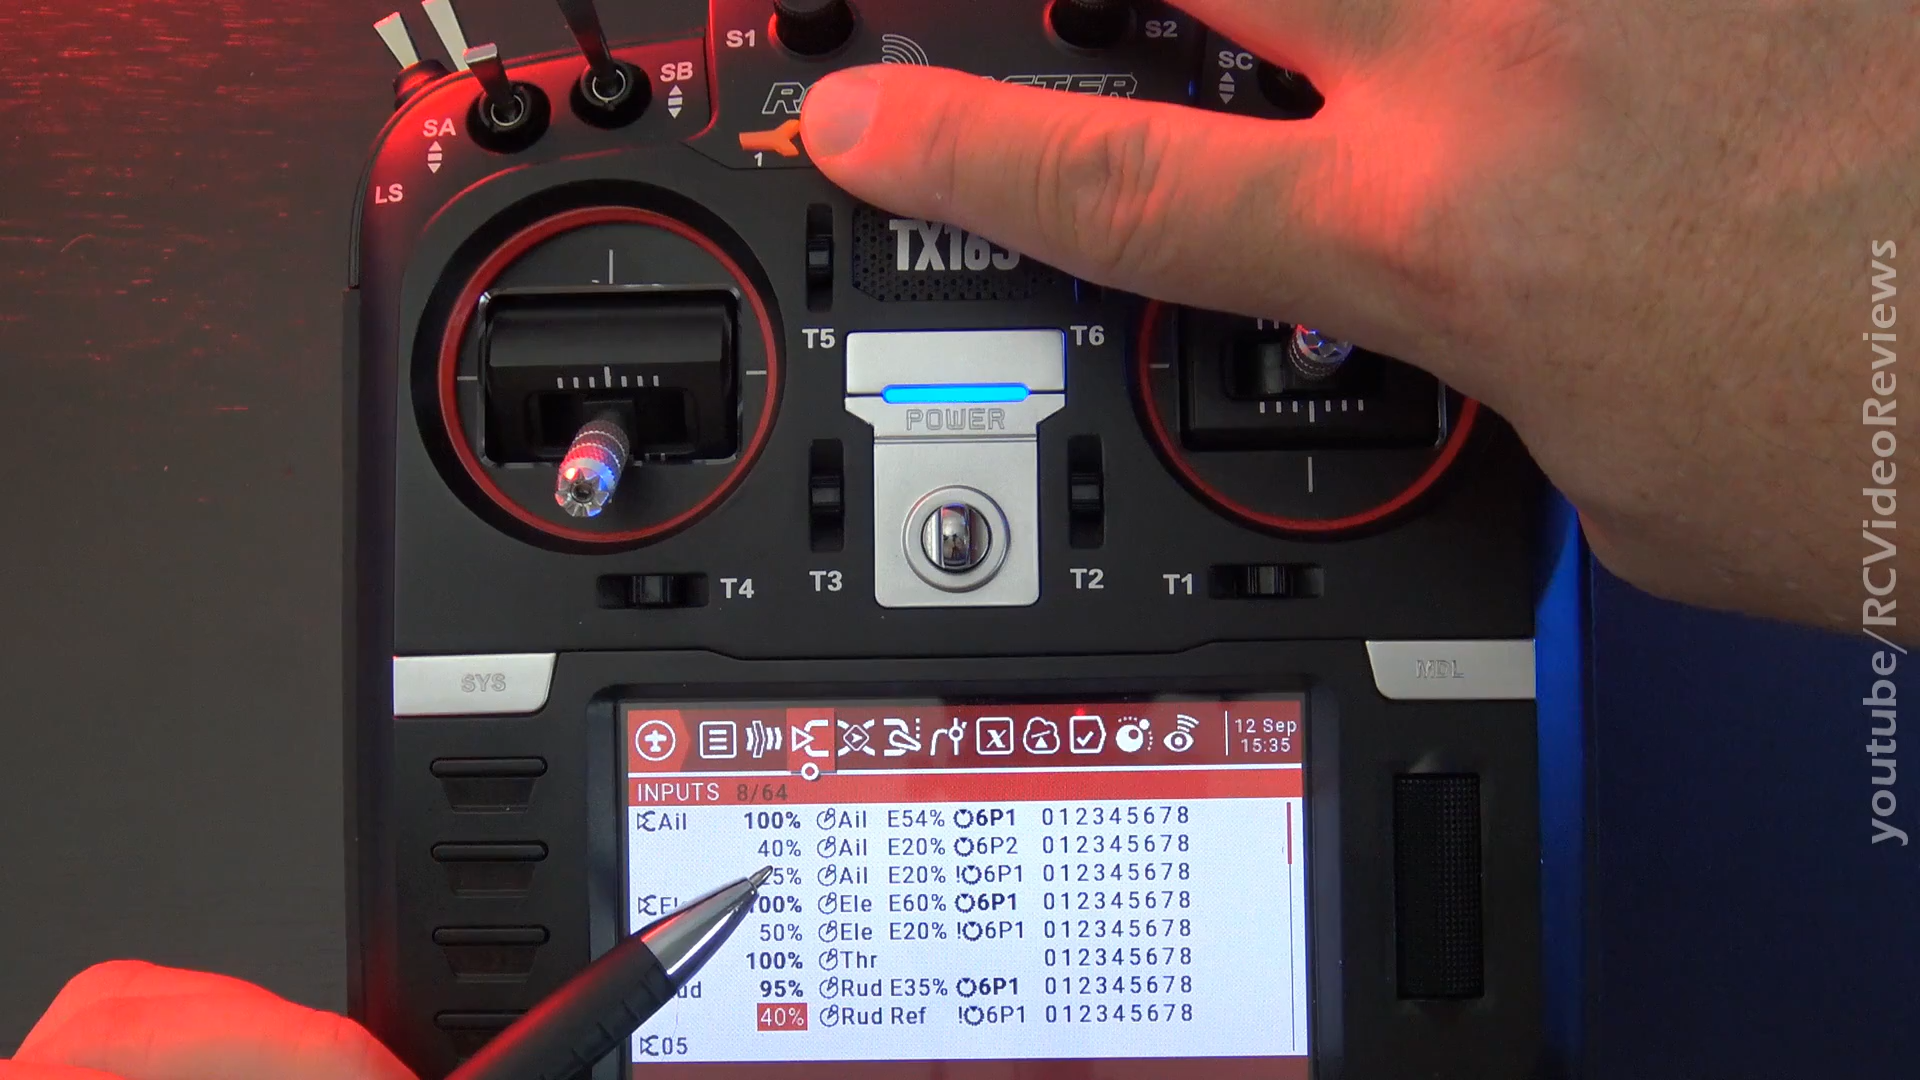 S1
S2
SC
SB
SA
LS
1
TX16S
T5
T6
POWER
T4
T3
T2
T1
SYS
MDL
12 Sep
15:35
INPUTS 8/64
Ail 100% Ail E54% 6P1 012345678
40% Ail E20% 6P2 012345678
25% Ail E20% !6P1 012345678
100% Ele E60% 6P1 012345678
50% Ele E20% !6P1 012345678
100% Thr 012345678
95% Rud E35% 6P1 012345678
40% Rud Ref !6P1 012345678
05
youtube/RCVideoReviews